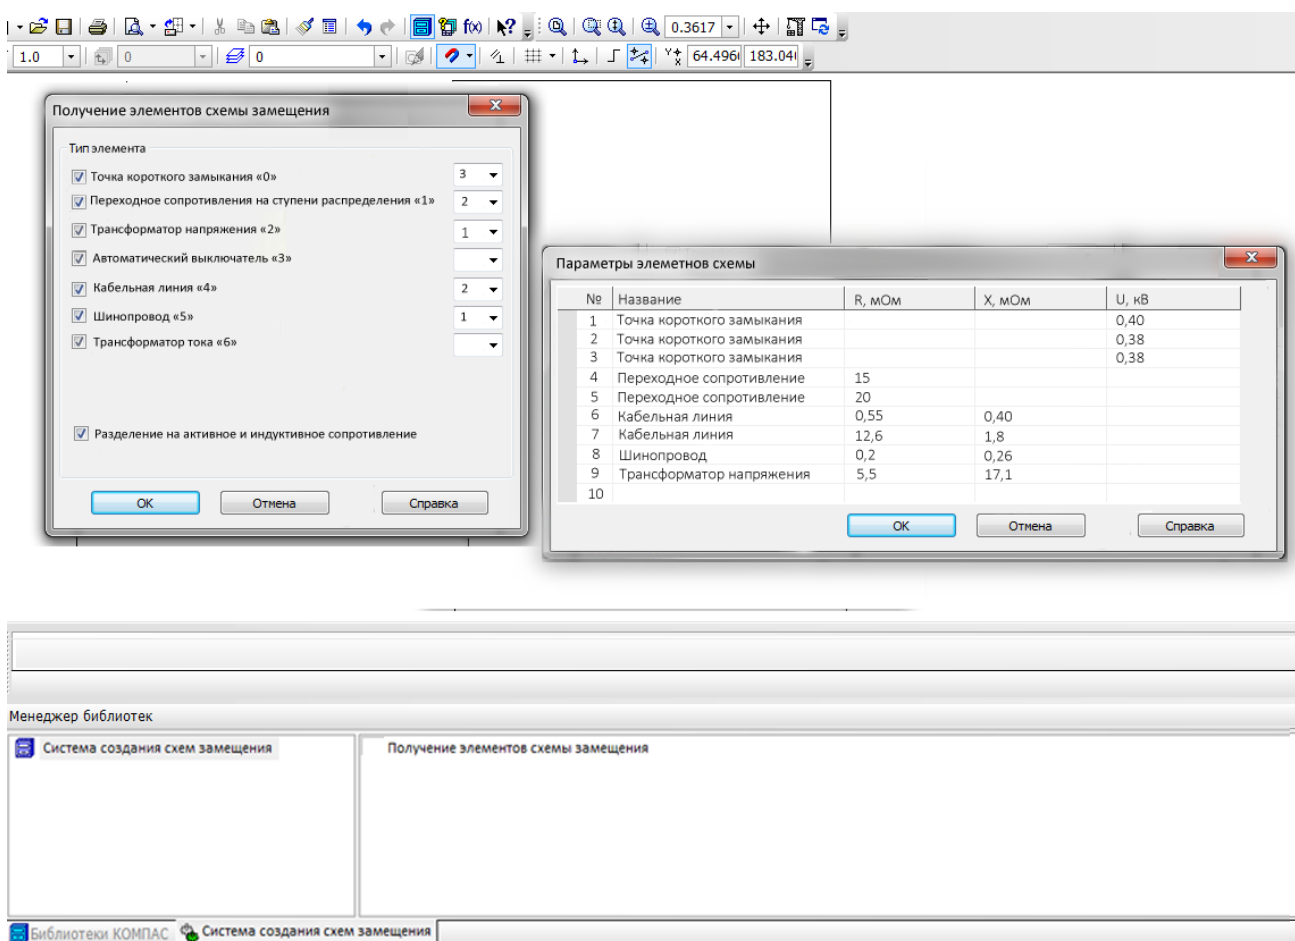 0.3617
1.0 0 0 64.496 183.04
Получение элементов схемы замещения
Тип элемента
Точка короткого замыкания «0» 3
Переходное сопротивления на ступени распределения «1» 2
Трансформатор напряжения «2» 1
Автоматический выключатель «3»
Кабельная линия «4» 2
Шинопровод «5» 1
Трансформатор тока «6»
Разделение на активное и индуктивное сопротивление
ОК Отмена Справка
Параметры элеметнов схемы
№ Название R, мОм X, мОм U, кВ
1 Точка короткого замыкания 0,40
2 Точка короткого замыкания 0,38
3 Точка короткого замыкания 0,38
4 Переходное сопротивление 15
5 Переходное сопротивление 20
6 Кабельная линия 0,55 0,40
7 Кабельная линия 12,6 1,8
8 Шинопровод 0,2 0,26
9 Трансформатор напряжения 5,5 17,1
10
ОК Отмена Справка
Менеджер библиотек
Система создания схем замещения
Получение элементов схемы замещения
Библиотеки КОМПАС Система создания схем замещения